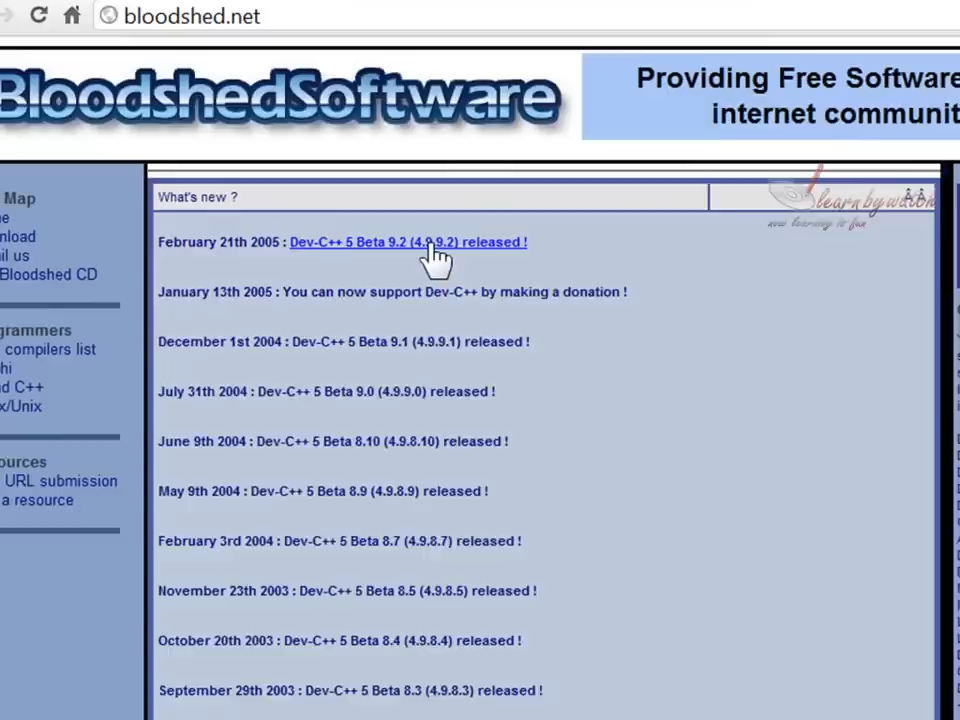 bloodshed.net
BloodshedSoftware
Providing Free Software
internet communit
Map
What's new ?
learnbywatch
now learning is fun
February 21th 2005 : Dev-C++ 5 Beta 9.2 (4.9.9.2) released !
nload
il us
Bloodshed CD
January 13th 2005 : You can now support Dev-C++ by making a donation !
grammers
compilers list
hi
nd C++
x/Unix
December 1st 2004 : Dev-C++ 5 Beta 9.1 (4.9.9.1) released !
July 31th 2004 : Dev-C++ 5 Beta 9.0 (4.9.9.0) released !
June 9th 2004 : Dev-C++ 5 Beta 8.10 (4.9.8.10) released !
ources
URL submission
a resource
May 9th 2004 : Dev-C++ 5 Beta 8.9 (4.9.8.9) released !
February 3rd 2004 : Dev-C++ 5 Beta 8.7 (4.9.8.7) released !
November 23th 2003 : Dev-C++ 5 Beta 8.5 (4.9.8.5) released !
October 20th 2003 : Dev-C++ 5 Beta 8.4 (4.9.8.4) released !
September 29th 2003 : Dev-C++ 5 Beta 8.3 (4.9.8.3) released !